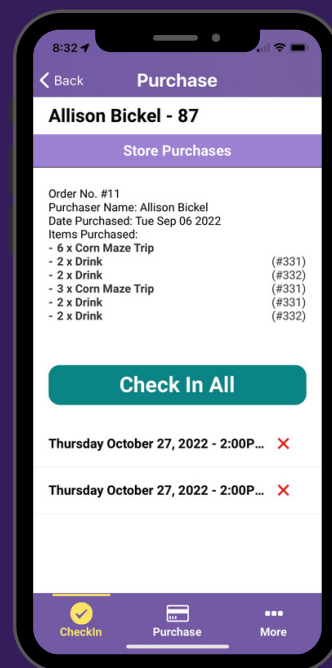 8:32
Back Purchase
Allison Bickel - 87
Store Purchases
Order No. #11
Purchaser Name: Allison Bickel
Date Purchased: Tue Sep 06 2022
Items Purchased:
- 6 x Corn Maze Trip
- 2 x Drink (#331)
- 2 x Drink (#332)
- 3 x Corn Maze Trip (#331)
- 2 x Drink (#331)
- 2 x Drink (#332)
Check In All
Thursday October 27, 2022 - 2:00P...
Thursday October 27, 2022 - 2:00P...
CheckIn Purchase More